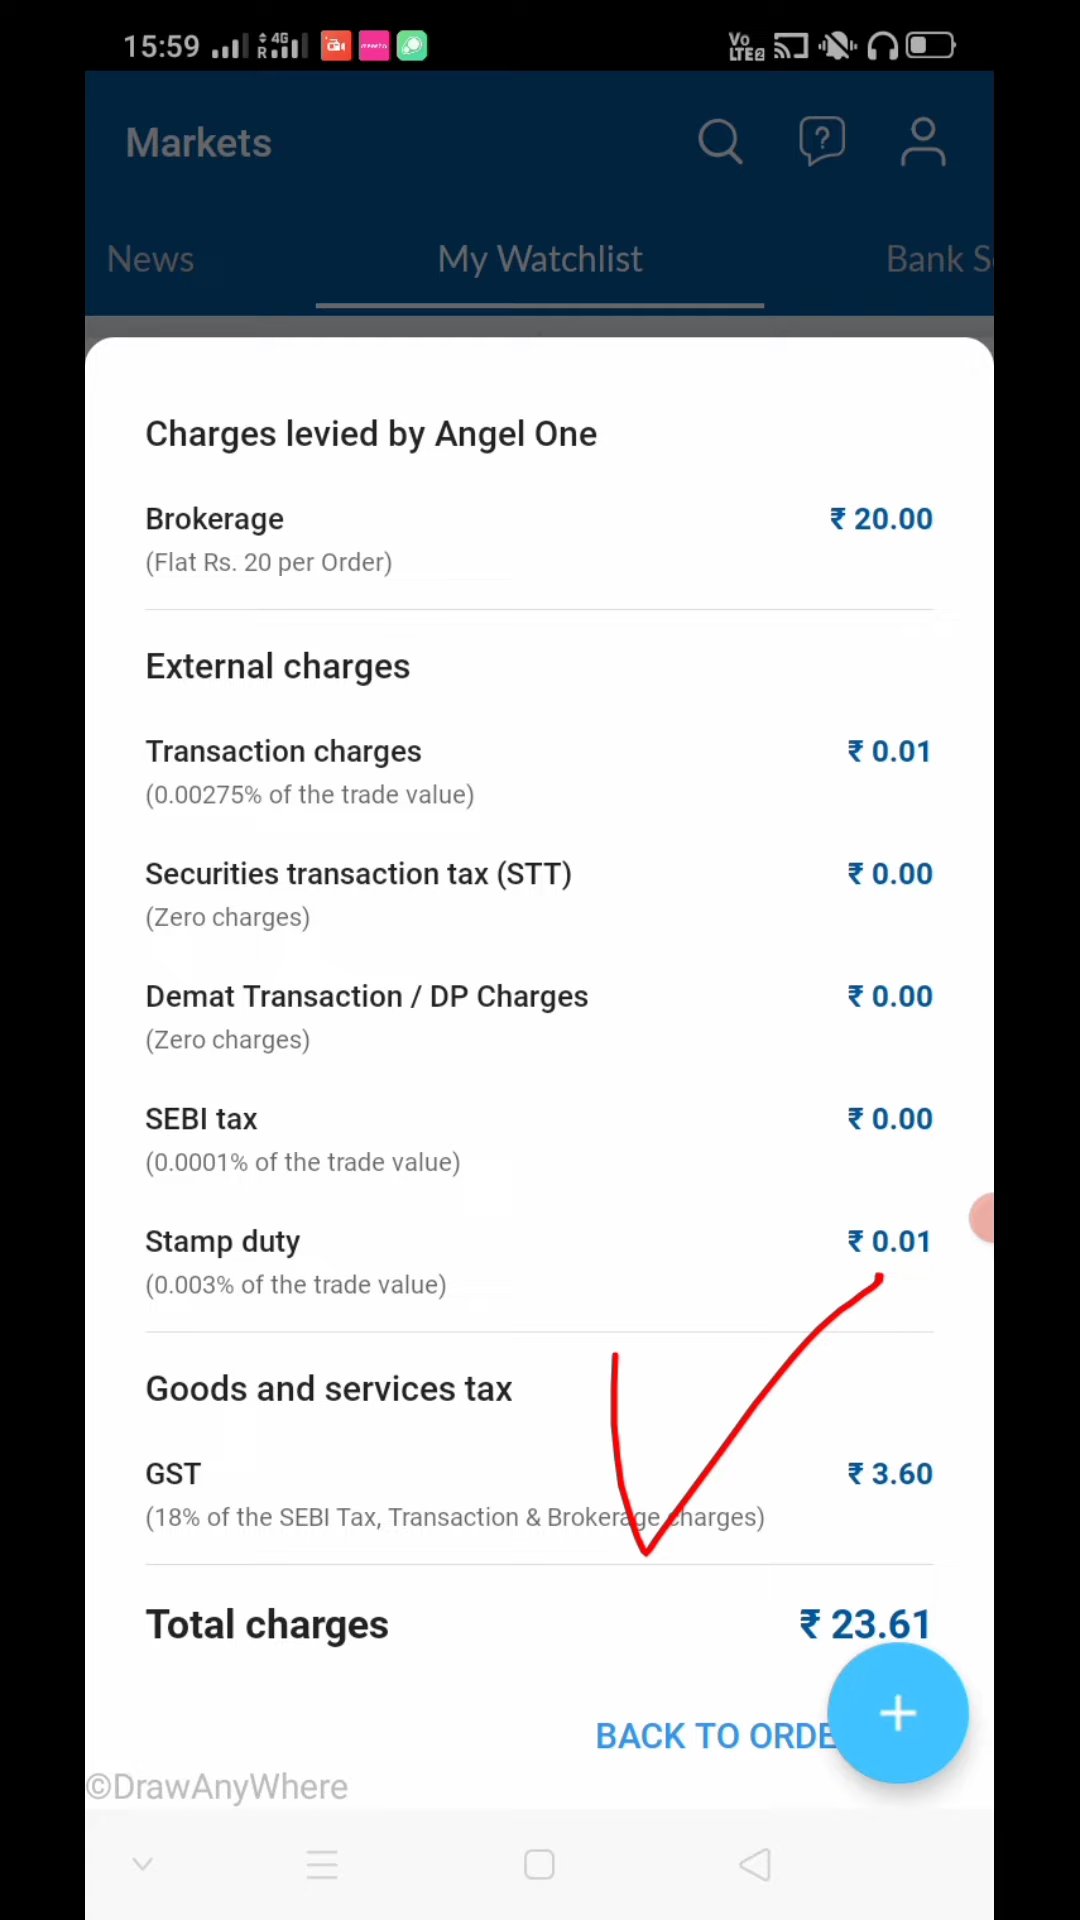 15:59
4G
R
Vo
LTE2
Markets
News
My Watchlist
Bank S
Charges levied by Angel One
Brokerage
₹ 20.00
(Flat Rs. 20 per Order)
External charges
Transaction charges
₹ 0.01
(0.00275% of the trade value)
Securities transaction tax (STT)
₹ 0.00
(Zero charges)
Demat Transaction / DP Charges
₹ 0.00
(Zero charges)
SEBI tax
₹ 0.00
(0.0001% of the trade value)
Stamp duty
₹ 0.01
(0.003% of the trade value)
Goods and services tax
GST
₹ 3.60
(18% of the SEBI Tax, Transaction & Brokerage charges)
Total charges
₹ 23.61
BACK TO ORDE
©DrawAnyWhere